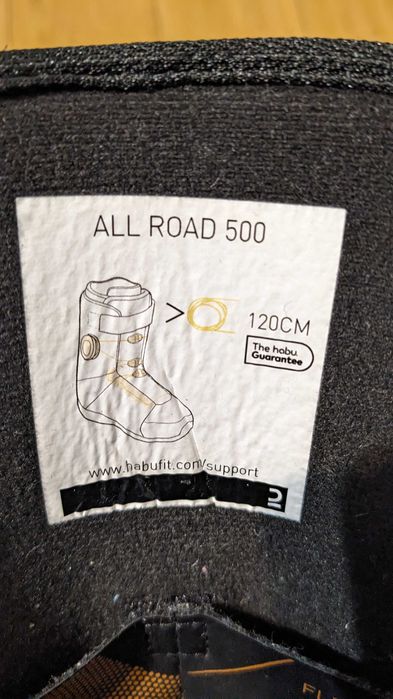 ALL ROAD 500
>
120CM
The habu.
Guarantee
www.habufit.com/support